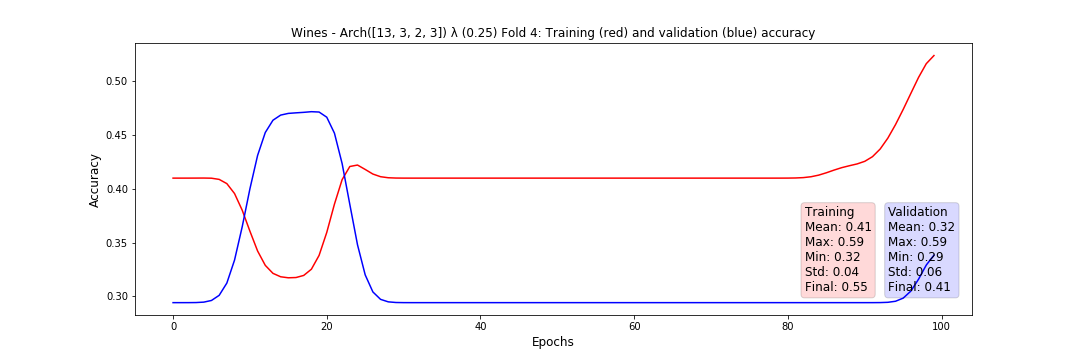 Wines - Arch([13, 3, 2, 3]) λ (0.25) Fold 4: Training (red) and validation (blue) accuracy
Accuracy
0.50
0.45
0.40
0.35
0.30
Training
Mean: 0.41
Max: 0.59
Min: 0.32
Std: 0.04
Final: 0.55
Validation
Mean: 0.32
Max: 0.59
Min: 0.29
Std: 0.06
Final: 0.41
0
20
40
60
80
100
Epochs